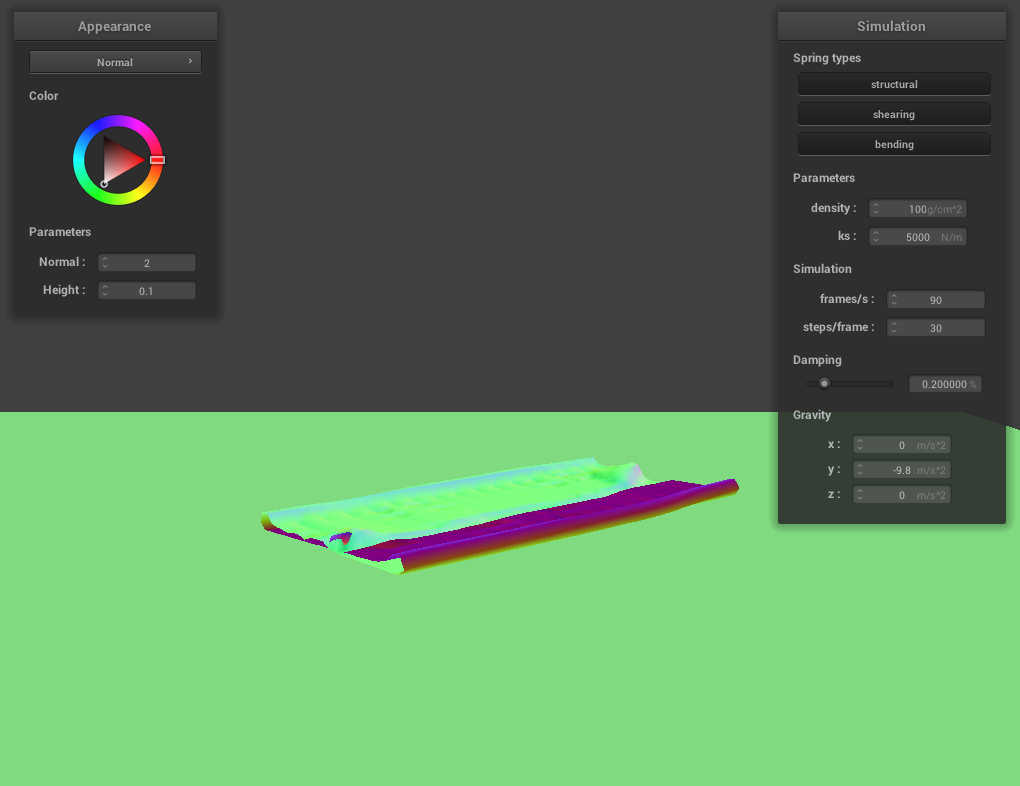 Appearance
Normal
Color
Parameters
Normal : 2
Height : 0.1
Simulation
Spring types
structural
shearing
bending
Parameters
density : 100g/cm^2
ks : 5000 N/m
Simulation
frames/s : 90
steps/frame : 30
Damping
0.200000 %
Gravity
x : 0 m/s^2
y : -9.8 m/s^2
z : 0 m/s^2